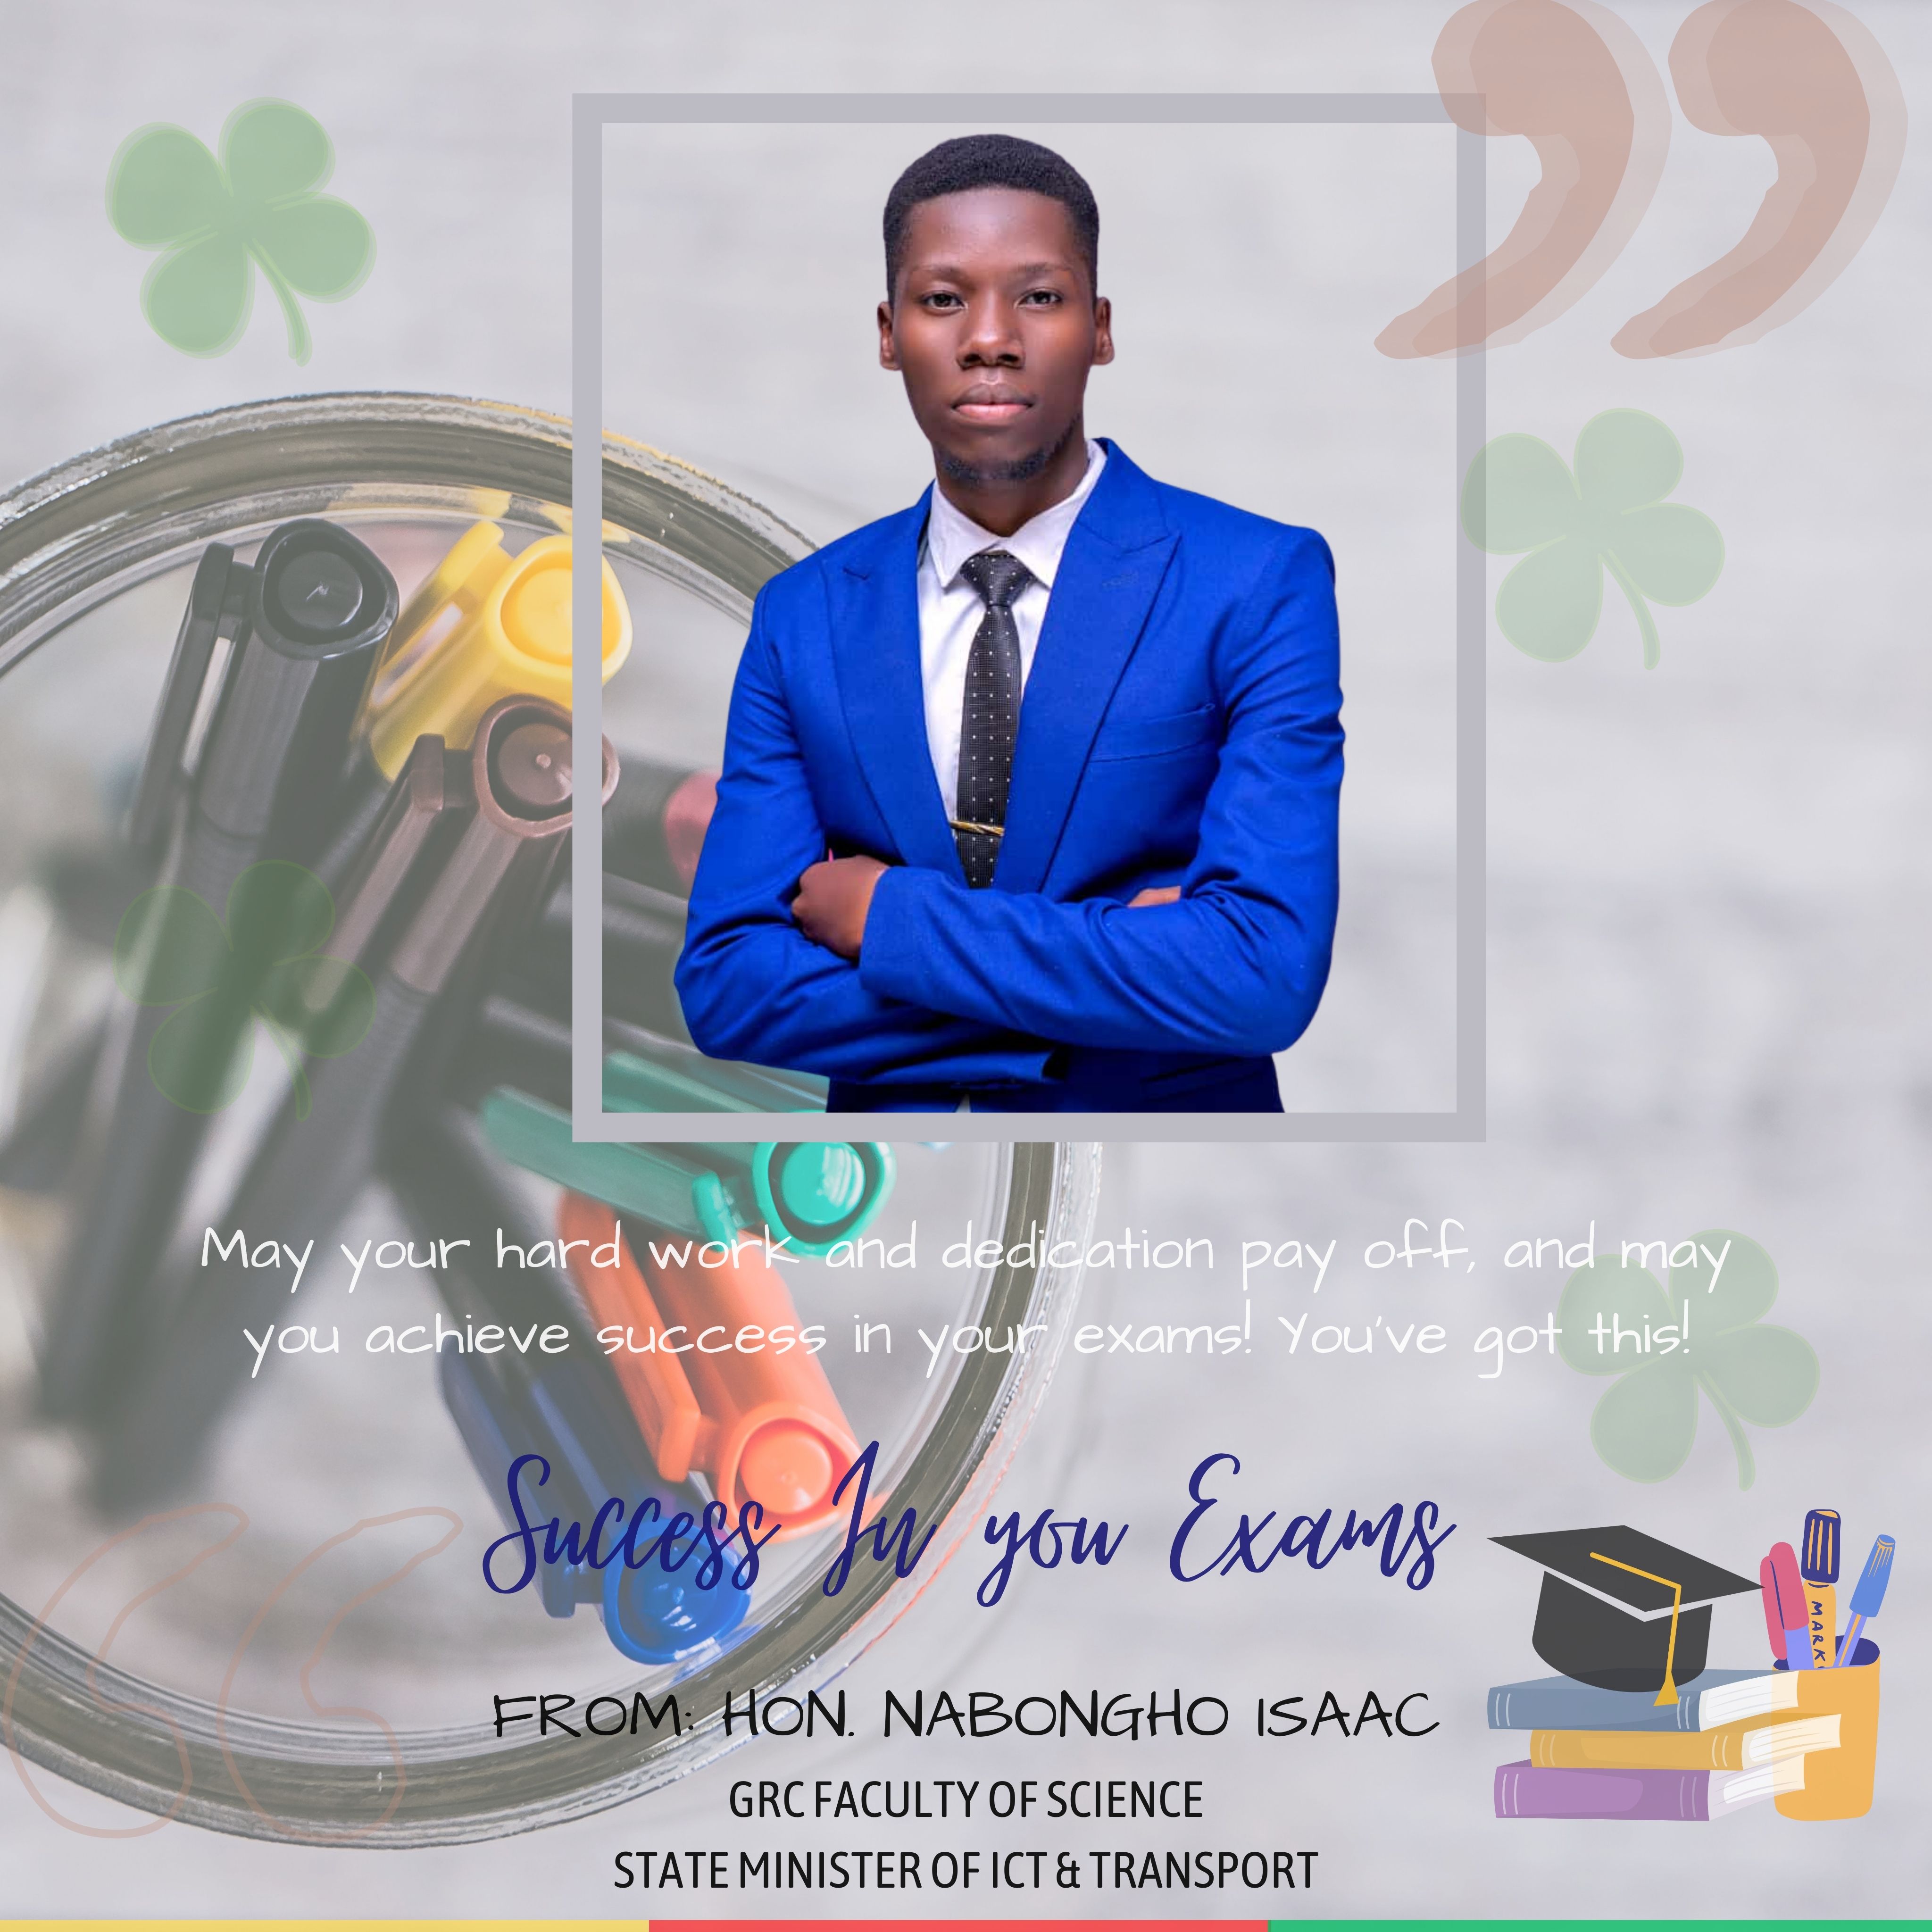 May your hard work and dedication pay off, and may
you achieve success in your exams! You've got this!
Success In you Exams
MARK
FROM: HON. NABONGHO ISAAC
GRC FACULTY OF SCIENCE
STATE MINISTER OF ICT & TRANSPORT